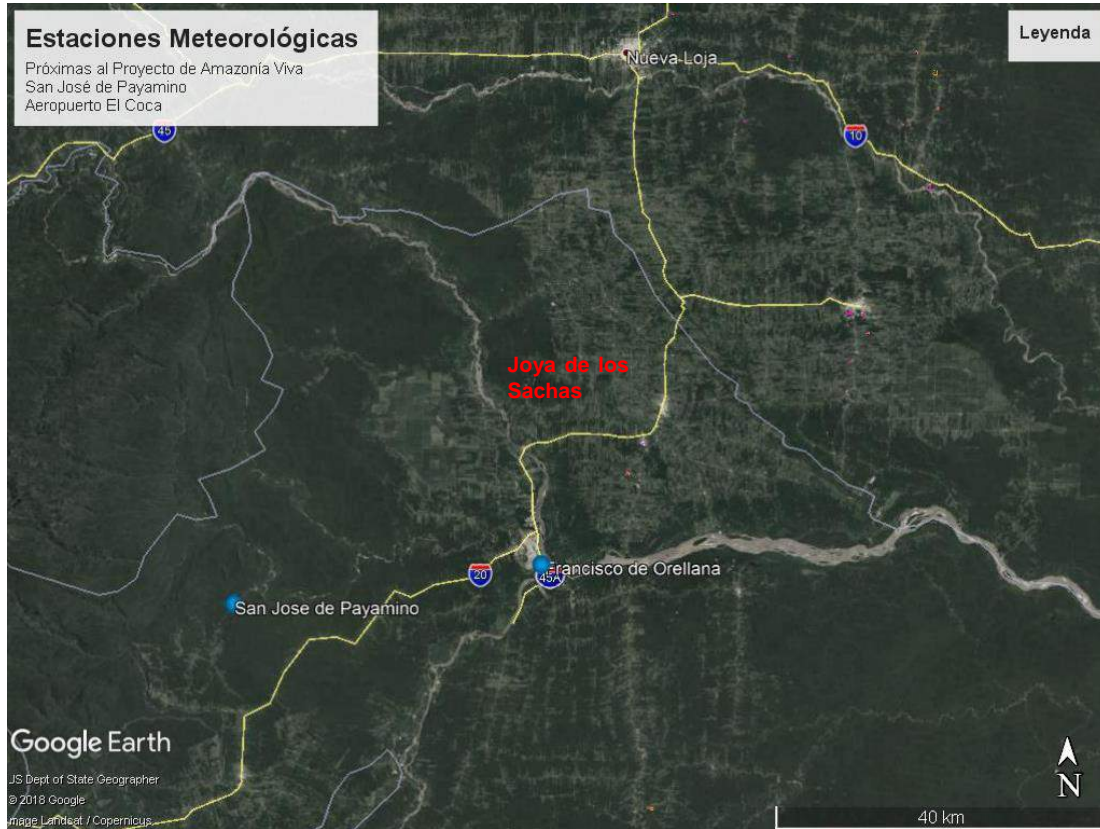 Estaciones Meteorológicas
Próximas al Proyecto de Amazonía Viva
San José de Payamino
Aeropuerto El Coca
Leyenda
Nueva Loja
45
10
Joya de los
Sachas
Francisco de Orellana
20
45A
San Jose de Payamino
Google Earth
US Dept of State Geographer
© 2018 Google
Image Landsat / Copernicus
N
40 km